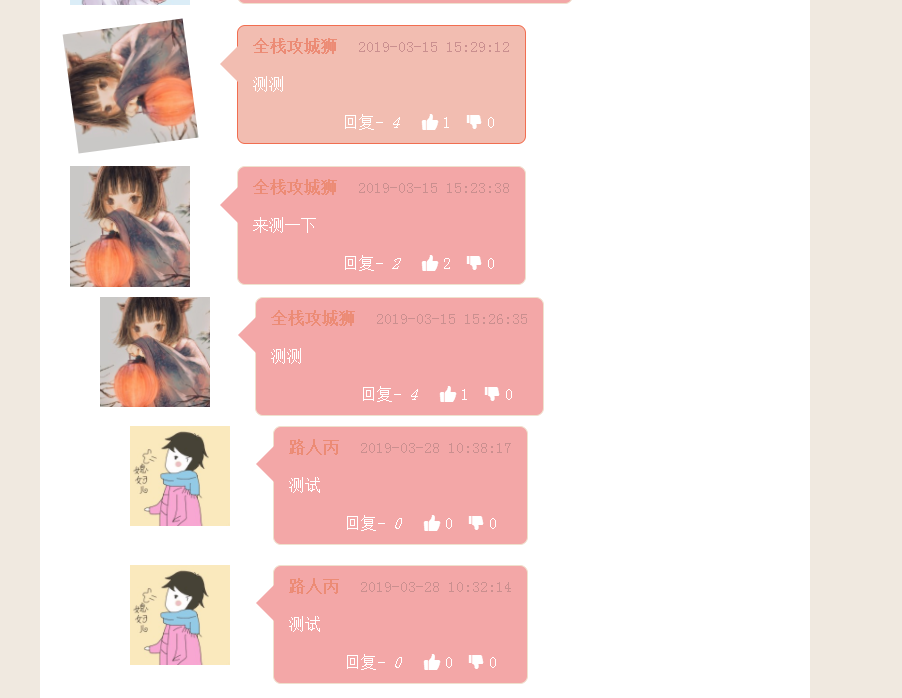 全栈攻城狮 2019-03-15 15:29:12
测测
回复- 4 1 0
全栈攻城狮 2019-03-15 15:23:38
来测一下
回复- 2 2 0
全栈攻城狮 2019-03-15 15:26:35
测测
回复- 4 1 0
路人丙 2019-03-28 10:38:17
测试
回复- 0 0 0
路人丙 2019-03-28 10:32:14
测试
回复- 0 0 0